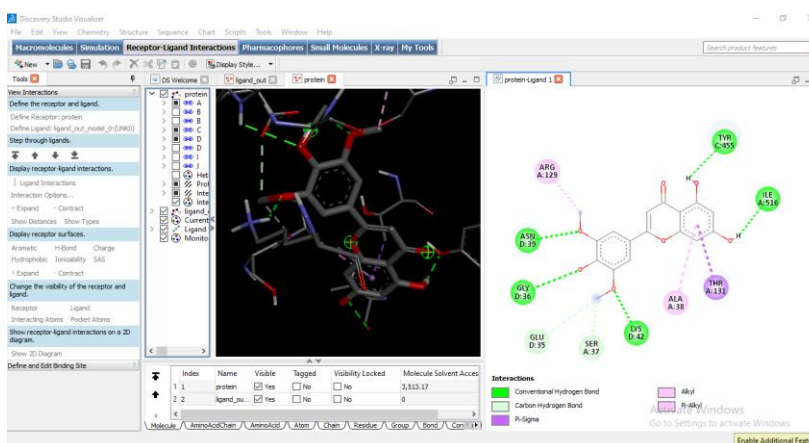 Discovery Studio Visualizer
File Edit View Chemistry Structure Sequence Chart Scripts Tools Window Help
Macromolecules Simulation Receptor-Ligand Interactions Pharmacophores Small Molecules X-ray My Tools
Search product features
New Display Style...
Tools
DS Welcome ligand_out protein
protein-Ligand 1
View Interactions
Define the receptor and ligand.
Define Receptor: protein
Define Ligand: ligand_out_model_0:(UNK0)
Step through ligands.
Display receptor-ligand interactions.
Ligand Interactions
Interaction Options...
+ Expand - Contract
Show Distances Show Types
Display receptor surfaces.
Aromatic H-Bond Charge
Hydrophobic Ionisability SAS
+ Expand - Contract
Change the visibility of the receptor and
ligand.
Receptor Ligand
Interacting Atoms Pocket Atoms
Show receptor-ligand interactions on a 2D
diagram.
Show 2D Diagram
Define and Edit Binding Site
protein
A
B
B
C
D
D
I
J
Het
Prot
Inte
Inte
ligand_
Current
Ligand
Monito
TYR
C:455
ARG
A:129
ILE
A:516
ASN
D:39
GLY
D:36
THR
A:131
ALA
A:38
LYS
D:42
GLU
D:35
SER
A:37
H
O
O
H
O
O
O
O
O
Index Name Visible Tagged Visibility Locked Molecule Solvent Acces
1 1 protein Yes No No 3,513.17
2 2 ligand_ou... Yes No No 0
Molecule AminoAcidChain AminoAcid Atom Chain Residue Group Bond
Interactions
Conventional Hydrogen Bond
Carbon Hydrogen Bond
Pi-Sigma
Alkyl
Pi-Alkyl
Activate Windows
Go to Settings to activate Windows.
Enable Additional Feat